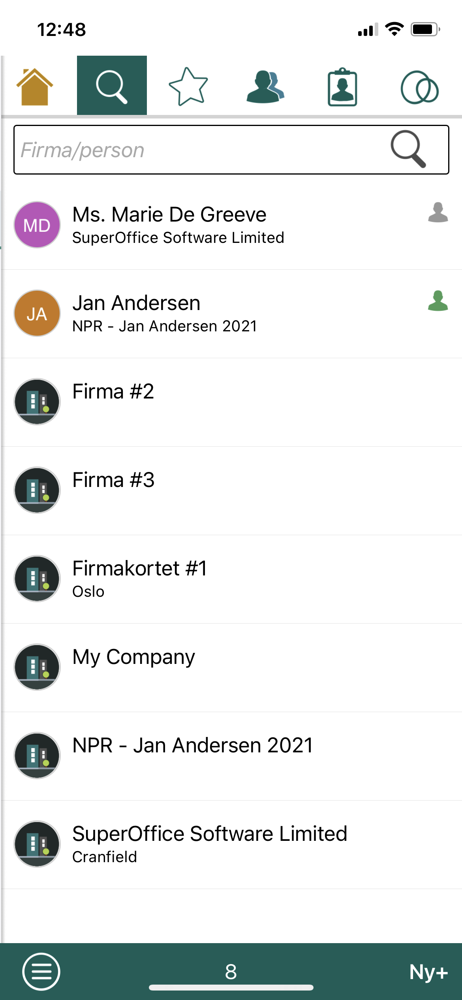 12:48
Firma/person
MD
Ms. Marie De Greeve
SuperOffice Software Limited
JA
Jan Andersen
NPR - Jan Andersen 2021
Firma #2
Firma #3
Firmakortet #1
Oslo
My Company
NPR - Jan Andersen 2021
SuperOffice Software Limited
Cranfield
8
Ny+